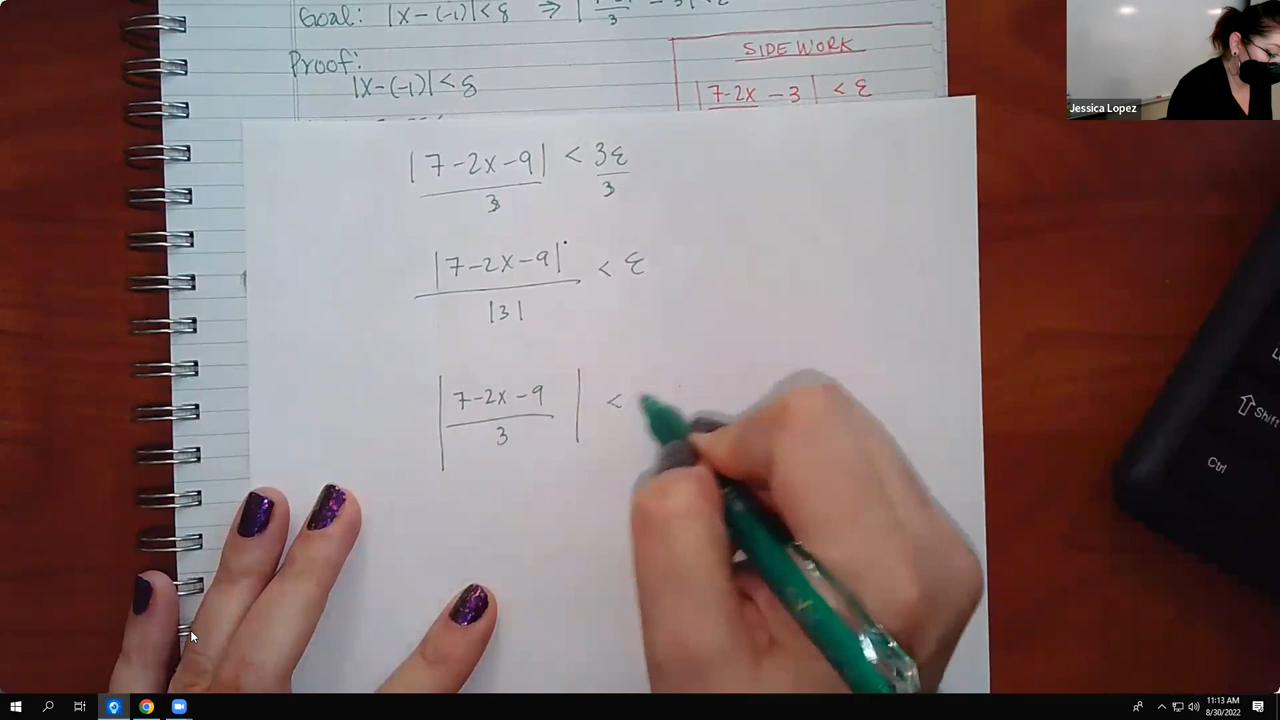 Goal: |x-(-1)|<δ ⇒ | 3 |<ε
Proof:
|x-(-1)|<δ
SIDE WORK
|7-2x -3| < ε
|7-2x-9| < 3ε
3 3
|7-2x-9| < ε
|3|
|7-2x-9| <
3
Jessica Lopez
Shift
Ctrl
11:13 AM
8/30/2022